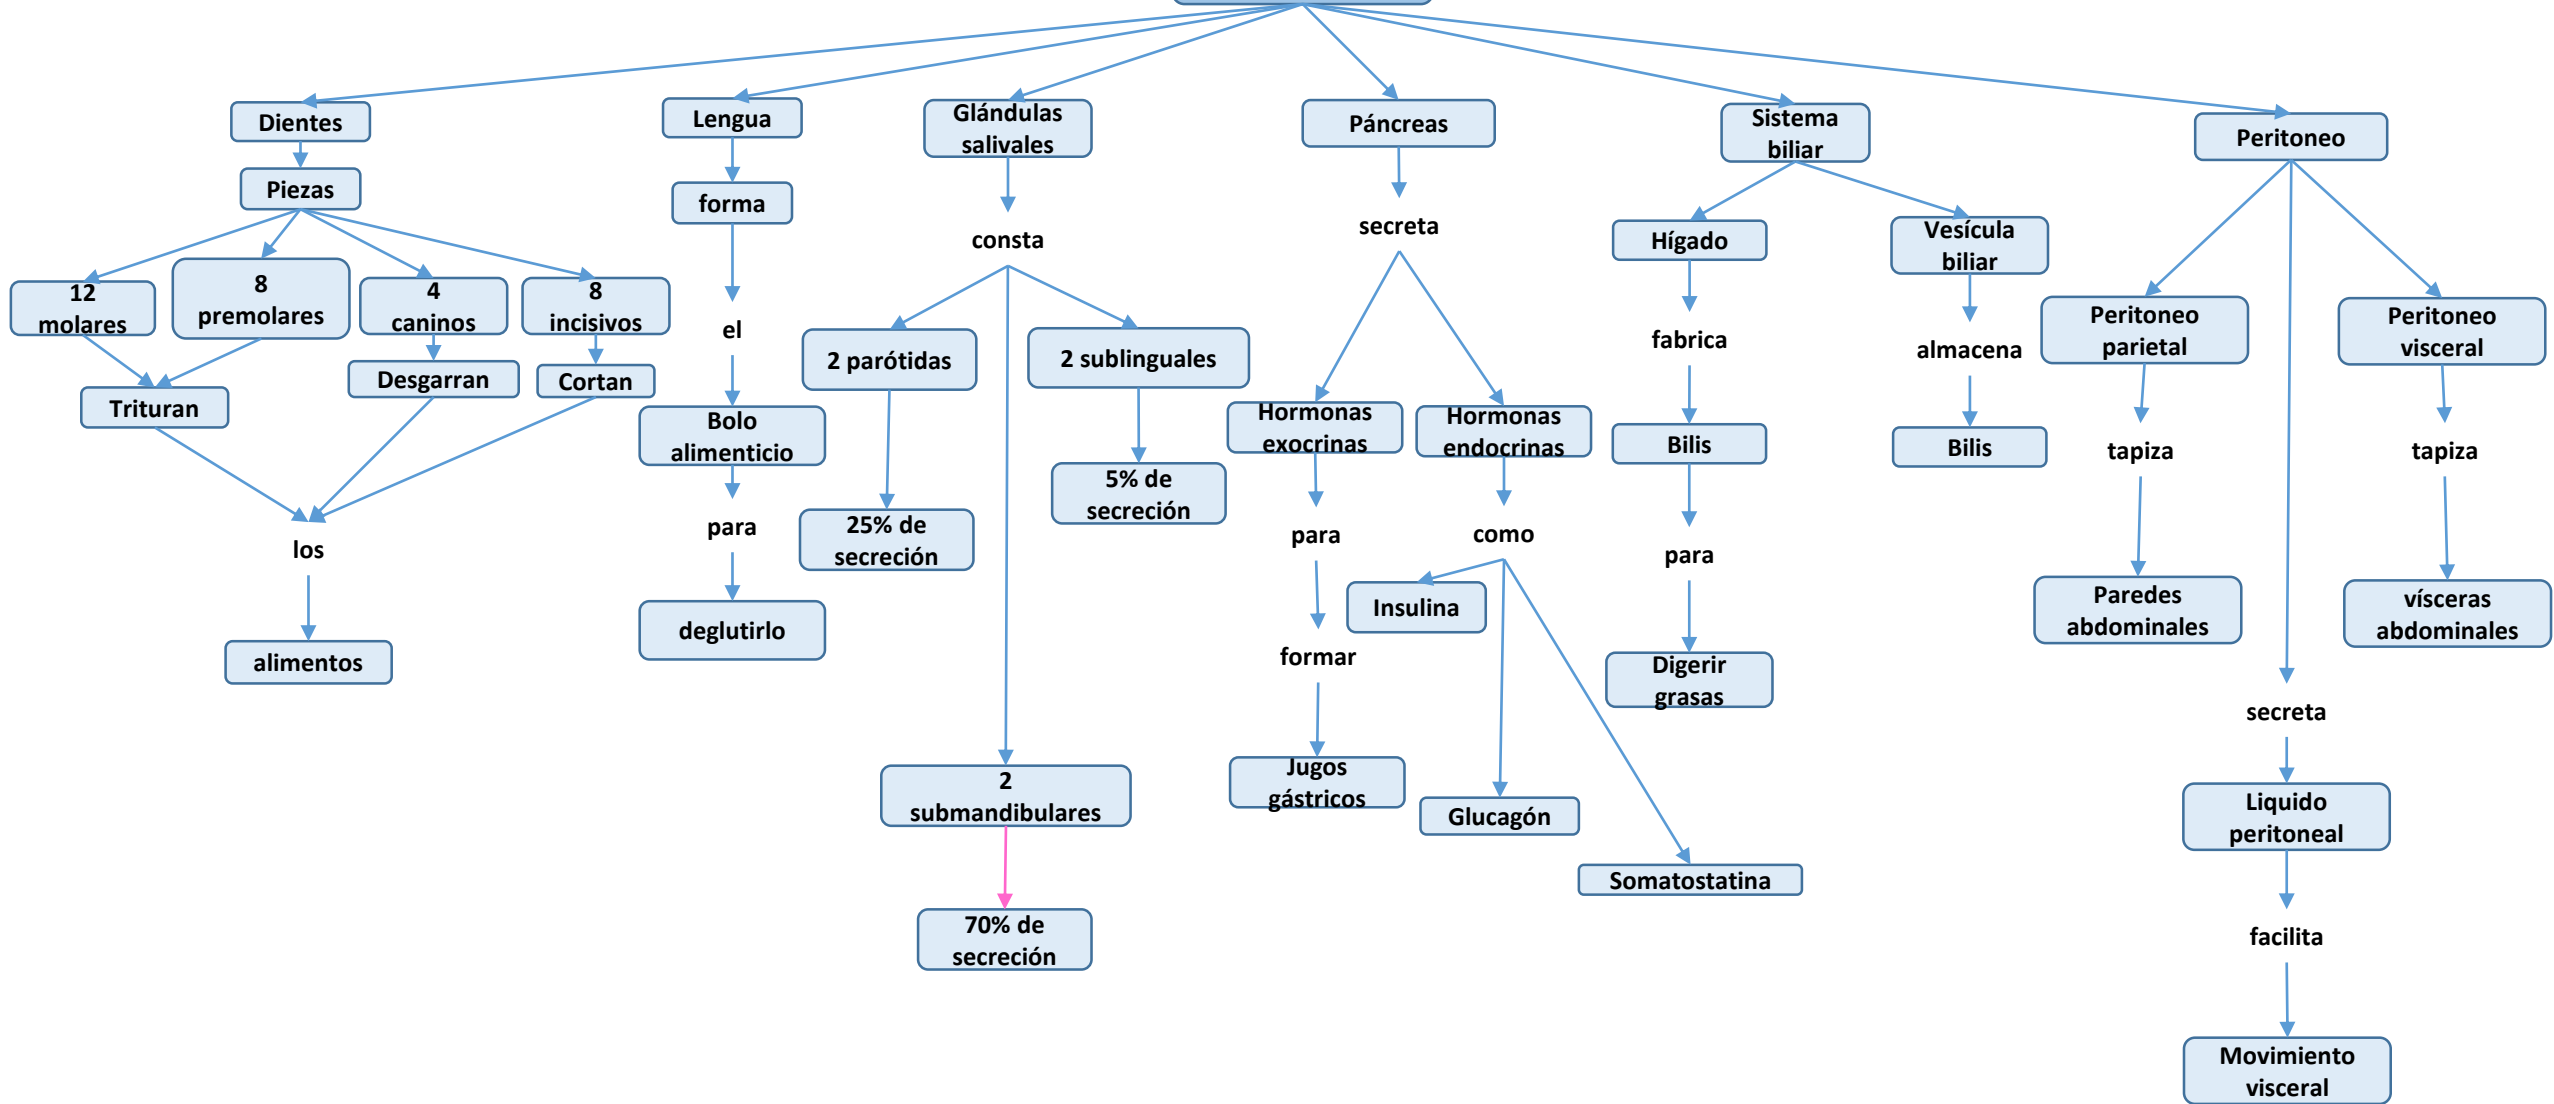 Dientes
Piezas
12
molares
8
premolares
4
caninos
8
incisivos
Trituran
Desgarran
Cortan
los
alimentos
Lengua
forma
el
Bolo
alimenticio
para
deglutirlo
Glándulas
salivales
consta
2 parótidas
25% de
secreción
2 sublinguales
5% de
secreción
2
submandibulares
70% de
secreción
Páncreas
secreta
Hormonas
exocrinas
para
formar
Jugos
gástricos
Hormonas
endocrinas
como
Insulina
Glucagón
Somatostatina
Sistema
biliar
Hígado
fabrica
Bilis
para
Digerir
grasas
Vesícula
biliar
almacena
Bilis
Peritoneo
Peritoneo
parietal
tapiza
Paredes
abdominales
secreta
Liquido
peritoneal
facilita
Movimiento
visceral
Peritoneo
visceral
tapiza
vísceras
abdominales